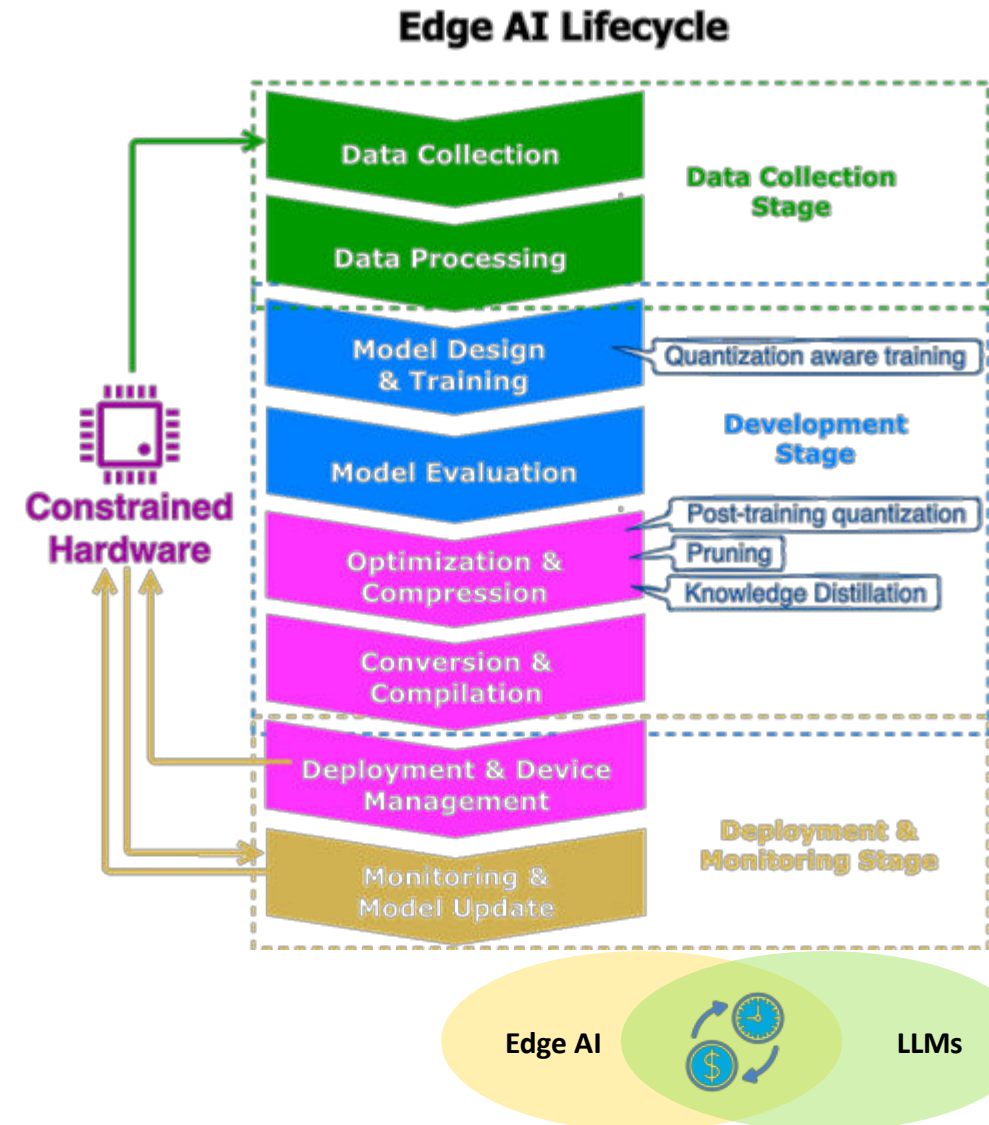 Edge AI Lifecycle
Data Collection
Data Collection
Stage
Data Processing
Model Design
& Training
Quantization aware training
Development
Stage
Model Evaluation
Constrained
Hardware
Post-training quantization
Optimization &
Compression
Pruning
Knowledge Distillation
Conversion &
Compilation
Deployment & Device
Management
Deployment &
Monitoring Stage
Monitoring &
Model Update
Edge AI
$
LLMs